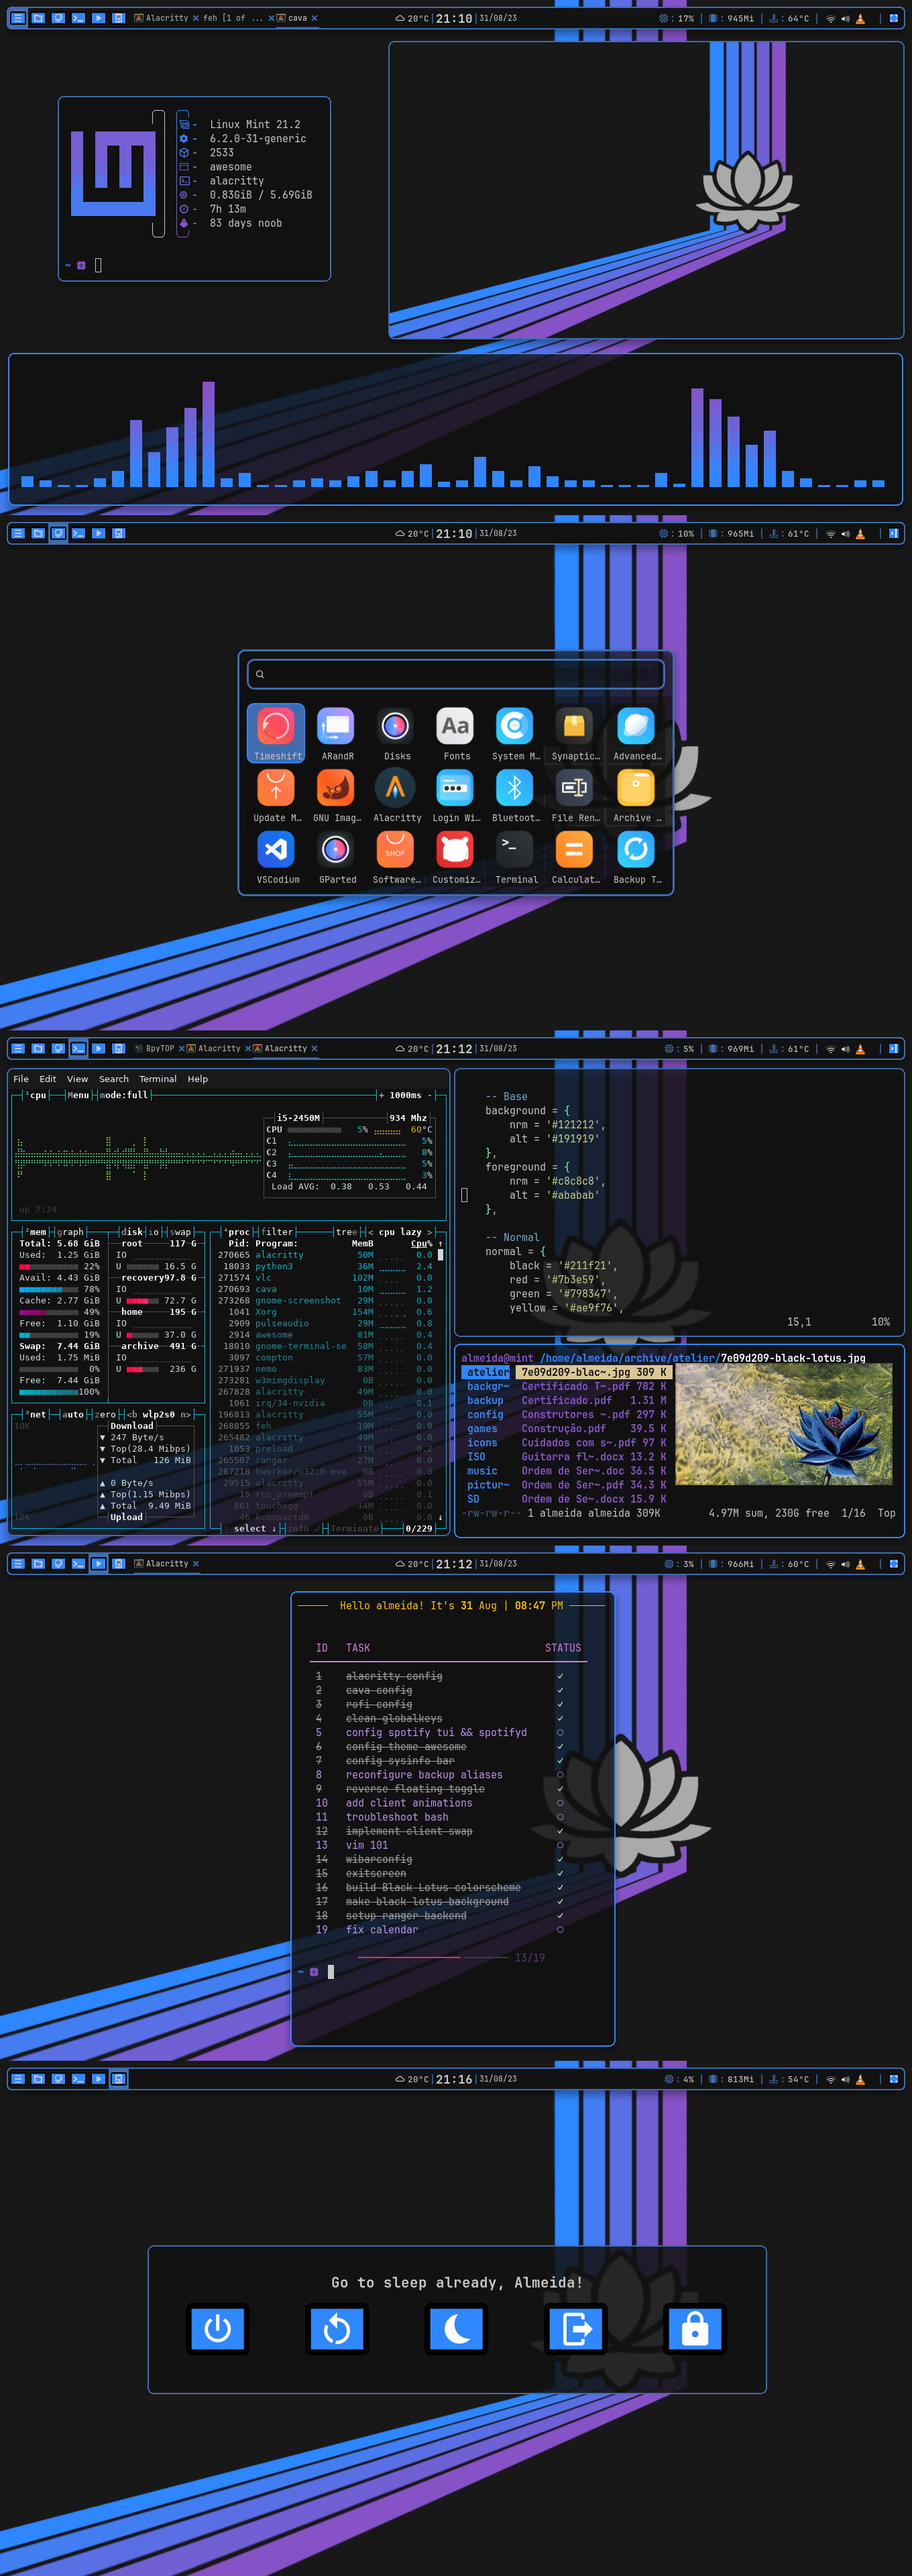 Alacritty feh [1 of ... cava
20°C 21:10 31/08/23
17% 945Mi 64°C
Linux Mint 21.2
6.2.0-31-generic
2533
awesome
alacritty
0.83GiB / 5.69GiB
7h 13m
83 days noob
~
20°C 21:10 31/08/23
10% 965Mi 61°C
Timeshift ARandR Disks Fonts System M… Synaptic… Advanced…
Update M… GNU Imag… Alacritty Login Wi… Bluetoot… File Ren… Archive …
VSCodium GParted Software… Customiz… Terminal Calculat… Backup T…
BpyTOP Alacritty Alacritty
20°C 21:12 31/08/23
5% 969Mi 61°C
File Edit View Search Terminal Help
¹cpu Menu mode:full + 1000ms -
i5-2450M 934 Mhz
CPU 5% 60°C
C1 5%
C2 8%
C3 5%
C4 3%
Load AVG: 0.38 0.53 0.44
up 7:24
²mem graph disk io swap
Total: 5.68 GiB root 117 G
Used: 1.25 GiB IO
22% U 16.5 G
Avail: 4.43 GiB recovery97.8 G
78% IO
Cache: 2.77 GiB U 72.7 G
49% home 195 G
Free: 1.10 GiB IO
19% U 37.0 G
Swap: 7.44 GiB archive 491 G
Used: 1.75 MiB IO
0% U 236 G
Free: 7.44 GiB
100%
³net auto zero <b wlp2s0 n>
10K Download
▼ 247 Byte/s
▼ Top(28.4 Mibps)
▼ Total 126 MiB
▲ 0 Byte/s
▲ Top(1.15 Mibps)
▲ Total 9.49 MiB
10K Upload
⁴proc filter tree < cpu lazy >
Pid: Program: MemB Cpu% ↑
270665 alacritty 50M 0.0
18033 python3 36M 2.4
271574 vlc 102M 0.0
270693 cava 10M 1.2
273268 gnome-screenshot 29M 0.0
1041 Xorg 154M 0.6
2909 pulseaudio 29M 0.8
2914 awesome 81M 0.4
18010 gnome-terminal-se 58M 0.4
3097 compton 57M 0.0
271937 nemo 83M 0.0
273281 w3mimgdisplay 0B 0.0
267828 alacritty 49M 0.0
1061 irq/34-nvidia 0B 0.1
196813 alacritty 55M 0.0
268855 feh 19M 0.0
265482 alacritty 49M 0.0
1053 preload 11M 0.2
265507 ranger 27M 0.0
267218 kworker/u32:0-eve 0B 0.0
29515 alacritty 55M 0.0
15 rcu_preempt 0B 0.1
861 touchegg 14M 0.0
46 kcompactd0 0B 0.0 ↓
↑ select ↓ info ↲ Terminate 0/229
-- Base
background = {
nrm = '#121212',
alt = '#191919'
},
foreground = {
nrm = '#c8c8c8',
alt = '#ababab'
},
-- Normal
normal = {
black = '#211f21',
red = '#7b3e59',
green = '#798347',
yellow = '#ae9f76',
15,1 10%
almeida@mint /home/almeida/archive/atelier/7e09d209-black-lotus.jpg
atelier 7e09d209-blac~.jpg 309 K
backgr~ Certificado T~.pdf 782 K
backup Certificado.pdf 1.31 M
config Construtores ~.pdf 297 K
games Construção.pdf 39.5 K
icons Cuidados com s~.pdf 97 K
ISO Guitarra fl~.docx 13.2 K
music Ordem de Ser~.doc 36.5 K
pictur~ Ordem de Ser~.pdf 34.3 K
SD Ordem de Se~.docx 15.9 K
-rw-rw-r-- 1 almeida almeida 309K 4.97M sum, 230G free 1/16 Top
Alacritty
20°C 21:12 31/08/23
3% 966Mi 60°C
Hello almeida! It's 31 Aug | 08:47 PM
ID TASK STATUS
1 alacritty config ✓
2 cava config ✓
3 rofi config ✓
4 clean globalkeys ✓
5 config spotify tui && spotifyd ○
6 config theme awesome ✓
7 config sysinfo bar ✓
8 reconfigure backup aliases ○
9 reverse floating toggle ✓
10 add client animations ○
11 troubleshoot bash ○
12 implement client swap ✓
13 vim 101 ○
14 wibarconfig ✓
15 exitscreen ✓
16 build Black Lotus colorscheme ✓
17 make black lotus background ✓
18 setup ranger backend ✓
19 fix calendar ○
13/19
~
20°C 21:16 31/08/23
4% 813Mi 54°C
Go to sleep already, Almeida!
SHOP
Aa